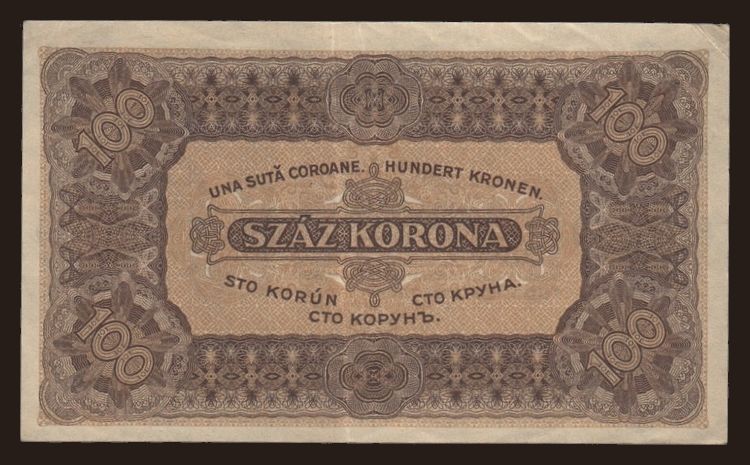 100 100
UNA SUTĂ COROANE. HUNDERT KRONEN.
SZÁZ KORONA
STO KORÚN СТО КРУНА.
СТО КОРУНЪ.
100 100